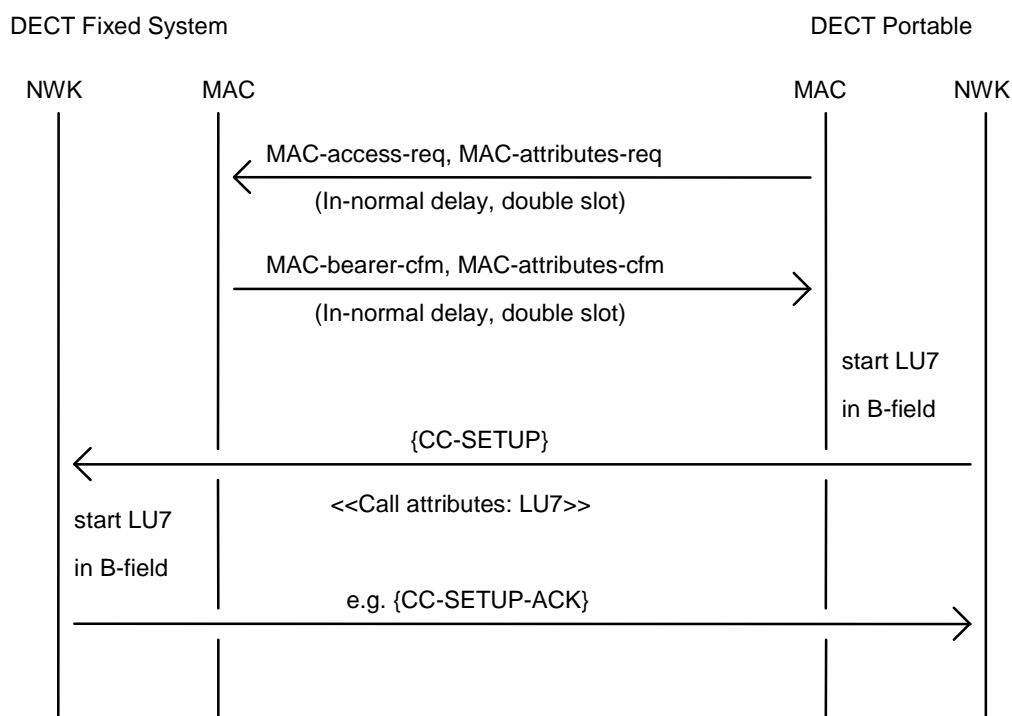 DECT Fixed System
DECT Portable
NWK
MAC
MAC
NWK
MAC-access-req, MAC-attributes-req
(In-normal delay, double slot)
MAC-bearer-cfm, MAC-attributes-cfm
(In-normal delay, double slot)
start LU7
in B-field
{CC-SETUP}
<<Call attributes: LU7>>
start LU7
in B-field
e.g. {CC-SETUP-ACK}